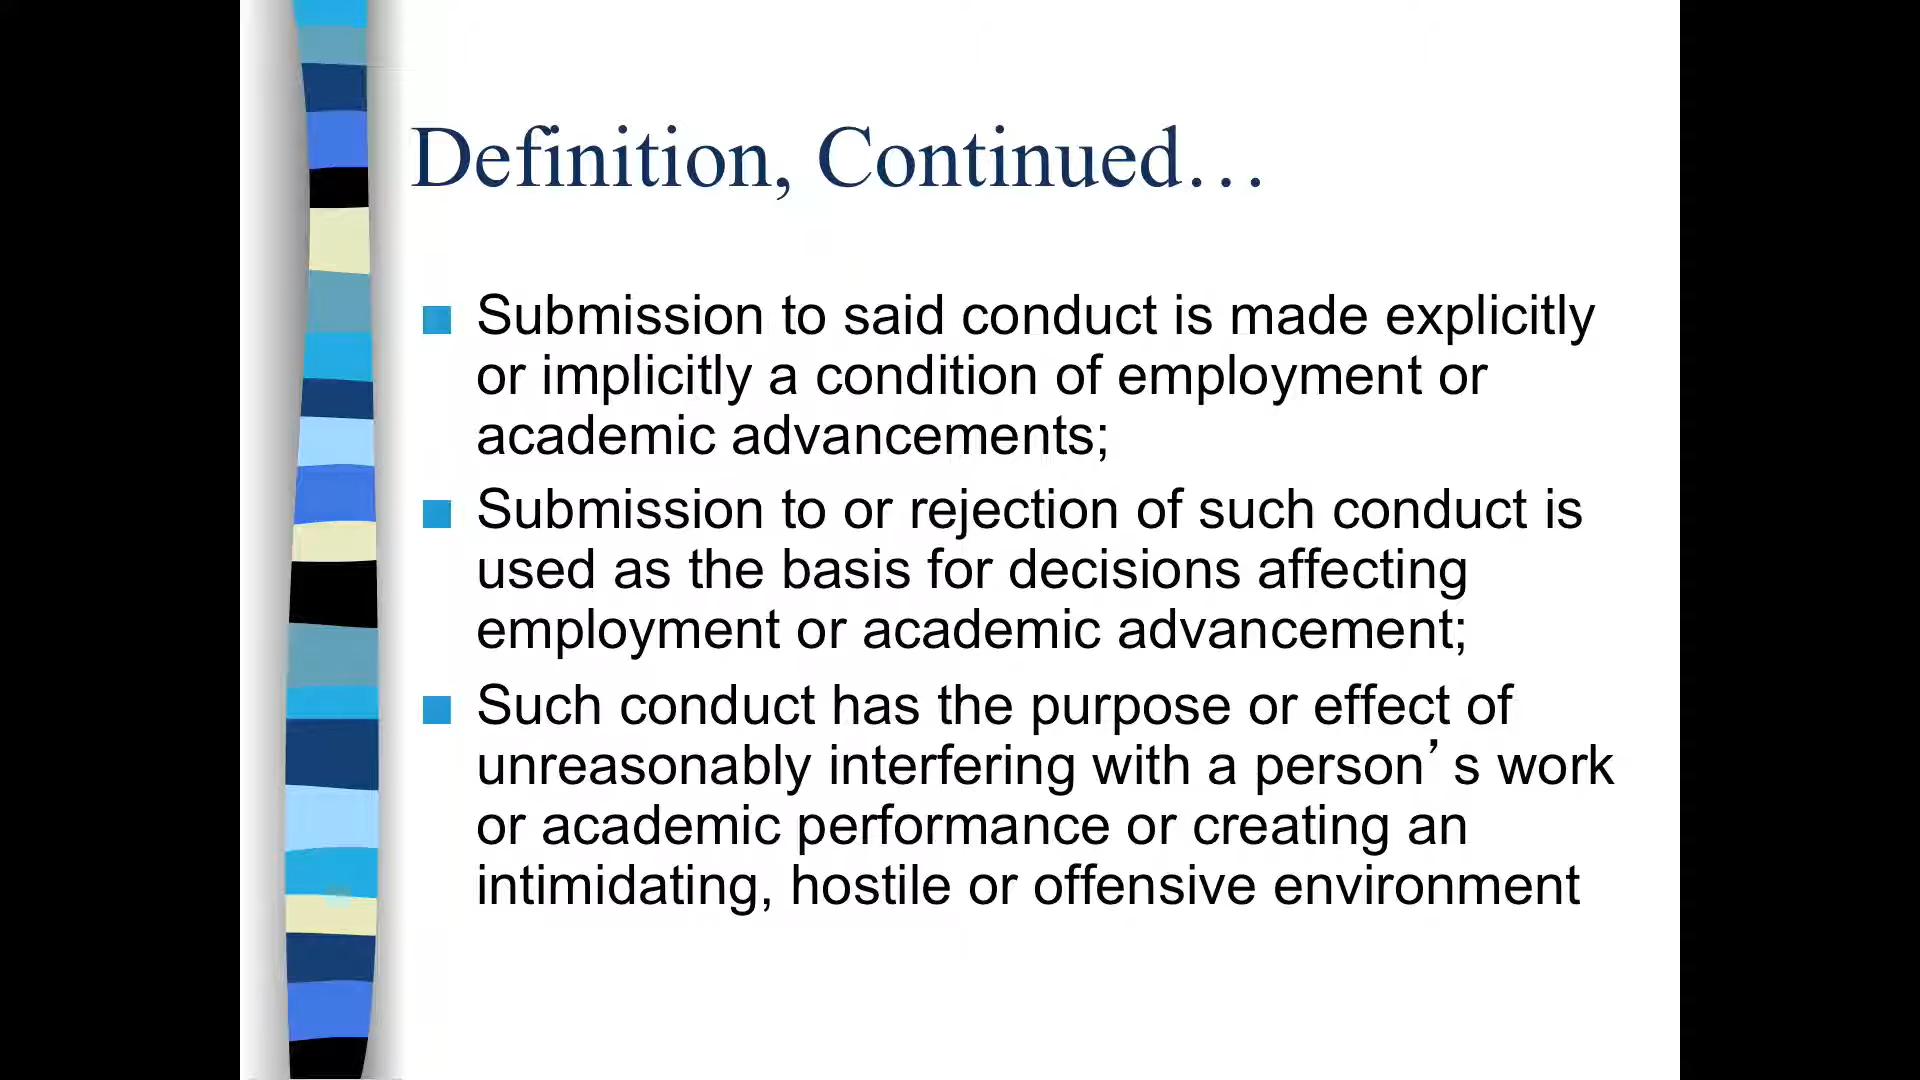 Definition, Continued…
Submission to said conduct is made explicitly
or implicitly a condition of employment or
academic advancements;
Submission to or rejection of such conduct is
used as the basis for decisions affecting
employment or academic advancement;
Such conduct has the purpose or effect of
unreasonably interfering with a person’s work
or academic performance or creating an
intimidating, hostile or offensive environment